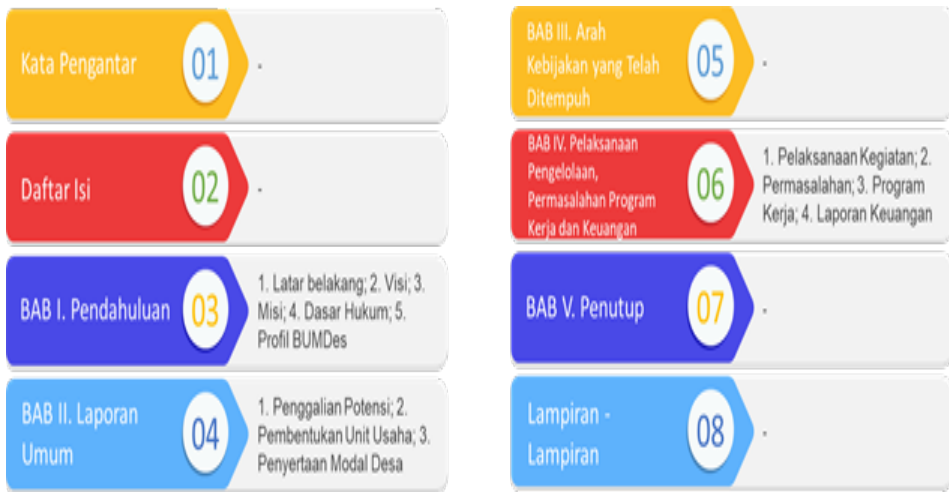 Kata Pengantar
01
-
Daftar Isi
02
-
BAB I. Pendahuluan
03
1. Latar belakang; 2. Visi; 3.
Misi; 4. Dasar Hukum; 5.
Profil BUMDes
BAB II. Laporan
Umum
04
1. Penggalian Potensi; 2.
Pembentukan Unit Usaha; 3.
Penyertaan Modal Desa
BAB III. Arah
Kebijakan yang Telah
Ditempuh
05
-
BAB IV. Pelaksanaan
Pengelolaan,
Permasalahan Program
Kerja dan Keuangan
06
1. Pelaksanaan Kegiatan; 2.
Permasalahan; 3. Program
Kerja; 4. Laporan Keuangan
BAB V. Penutup
07
-
Lampiran -
Lampiran
08
-